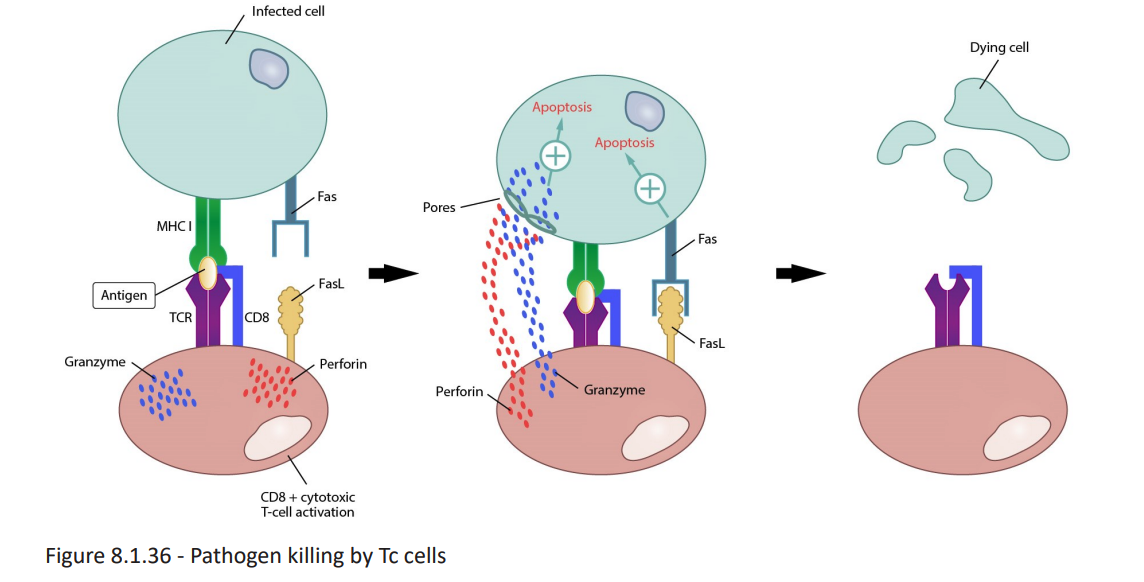 Infected cell
Fas
MHC I
Antigen
FasL
TCR
CD8
Granzyme
Perforin
CD8 + cytotoxic
T-cell activation
Apoptosis
Apoptosis
Pores
Fas
FasL
Perforin
Granzyme
Dying cell
Figure 8.1.36 - Pathogen killing by Tc cells